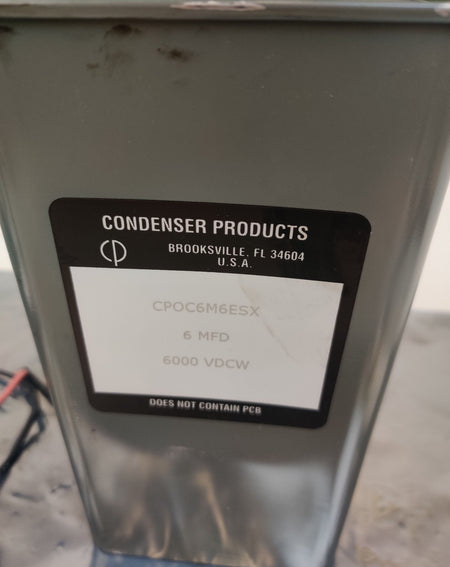 CONDENSER PRODUCTS
CP
BROOKSVILLE, FL 34604
U.S.A.
CPOC6M6ESX
6 MFD
6000 VDCW
DOES NOT CONTAIN PCB